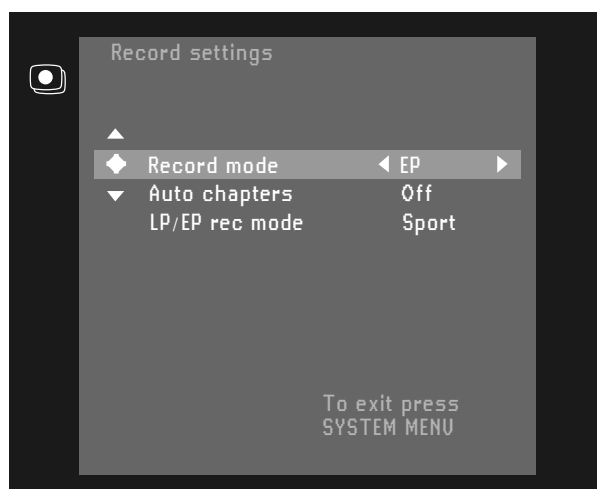 Record settings
Record mode EP
Auto chapters Off
LP/EP rec mode Sport
To exit press
SYSTEM MENU